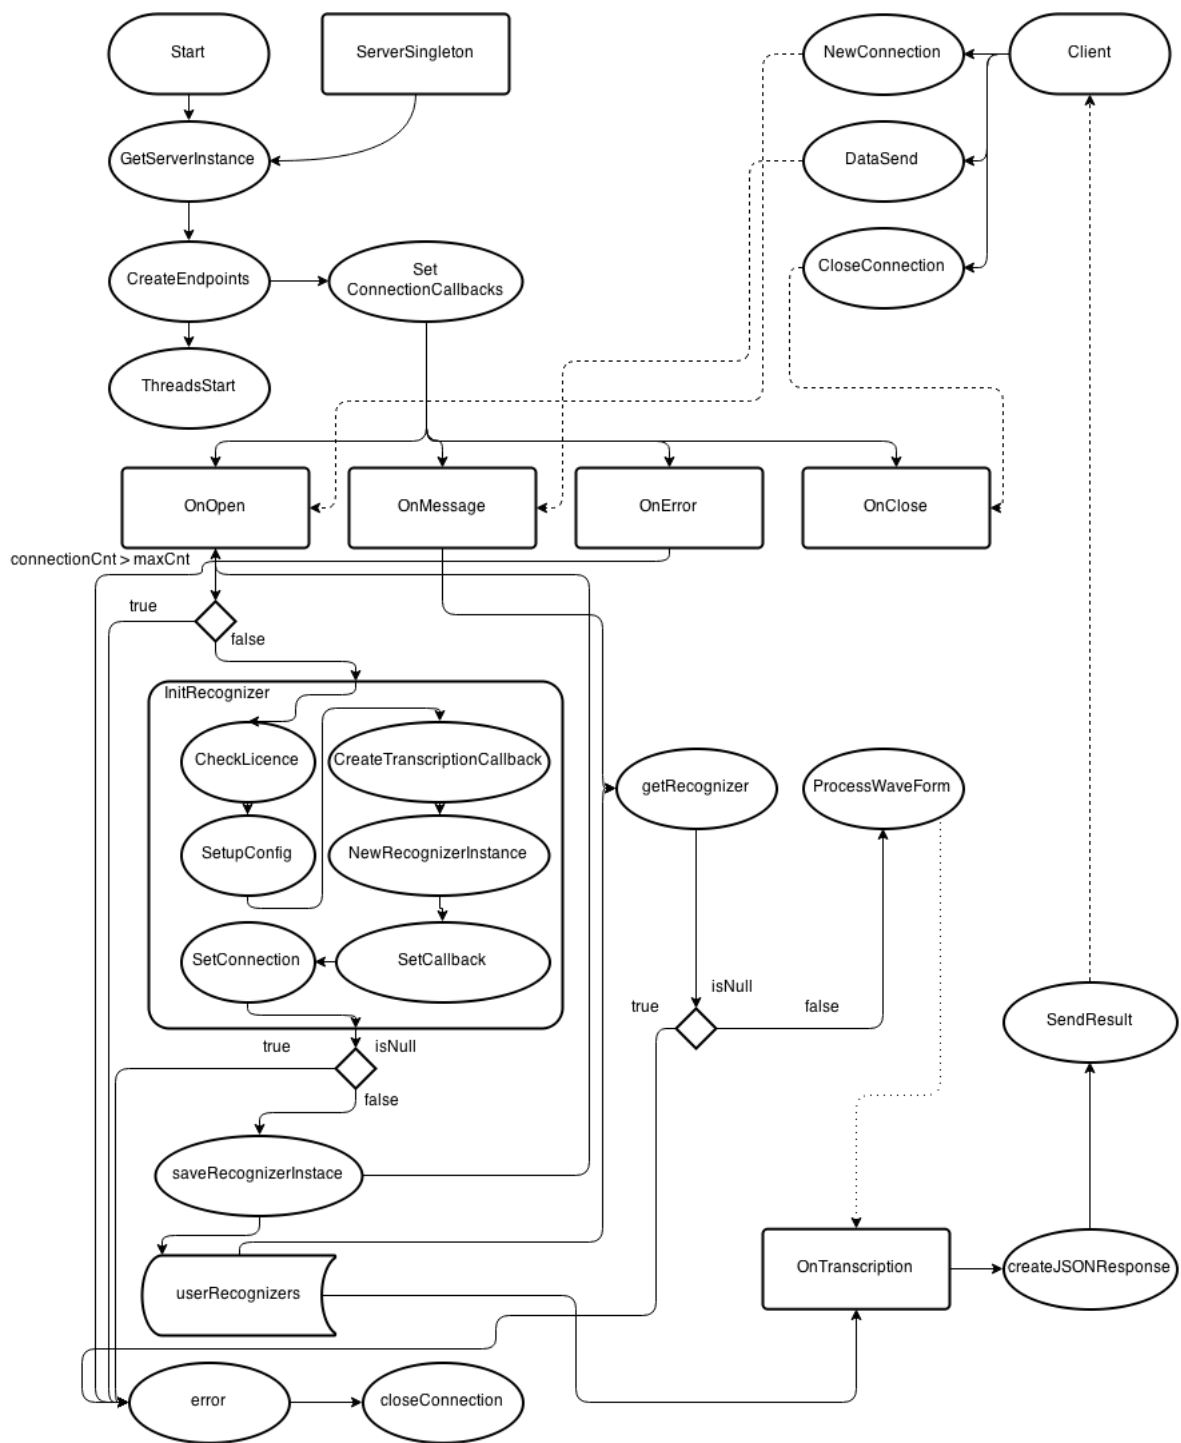 Start
ServerSingleton
NewConnection
Client
GetServerInstance
DataSend
CreateEndpoints
Set
ConnectionCallbacks
CloseConnection
ThreadsStart
OnOpen
OnMessage
OnError
OnClose
connectionCnt > maxCnt
true
false
InitRecognizer
CheckLicence
CreateTranscriptionCallback
getRecognizer
ProcessWaveForm
SetupConfig
NewRecognizerInstance
SetConnection
SetCallback
isNull
true
false
SendResult
true
isNull
false
saveRecognizerInstace
userRecognizers
OnTranscription
createJSONResponse
error
closeConnection